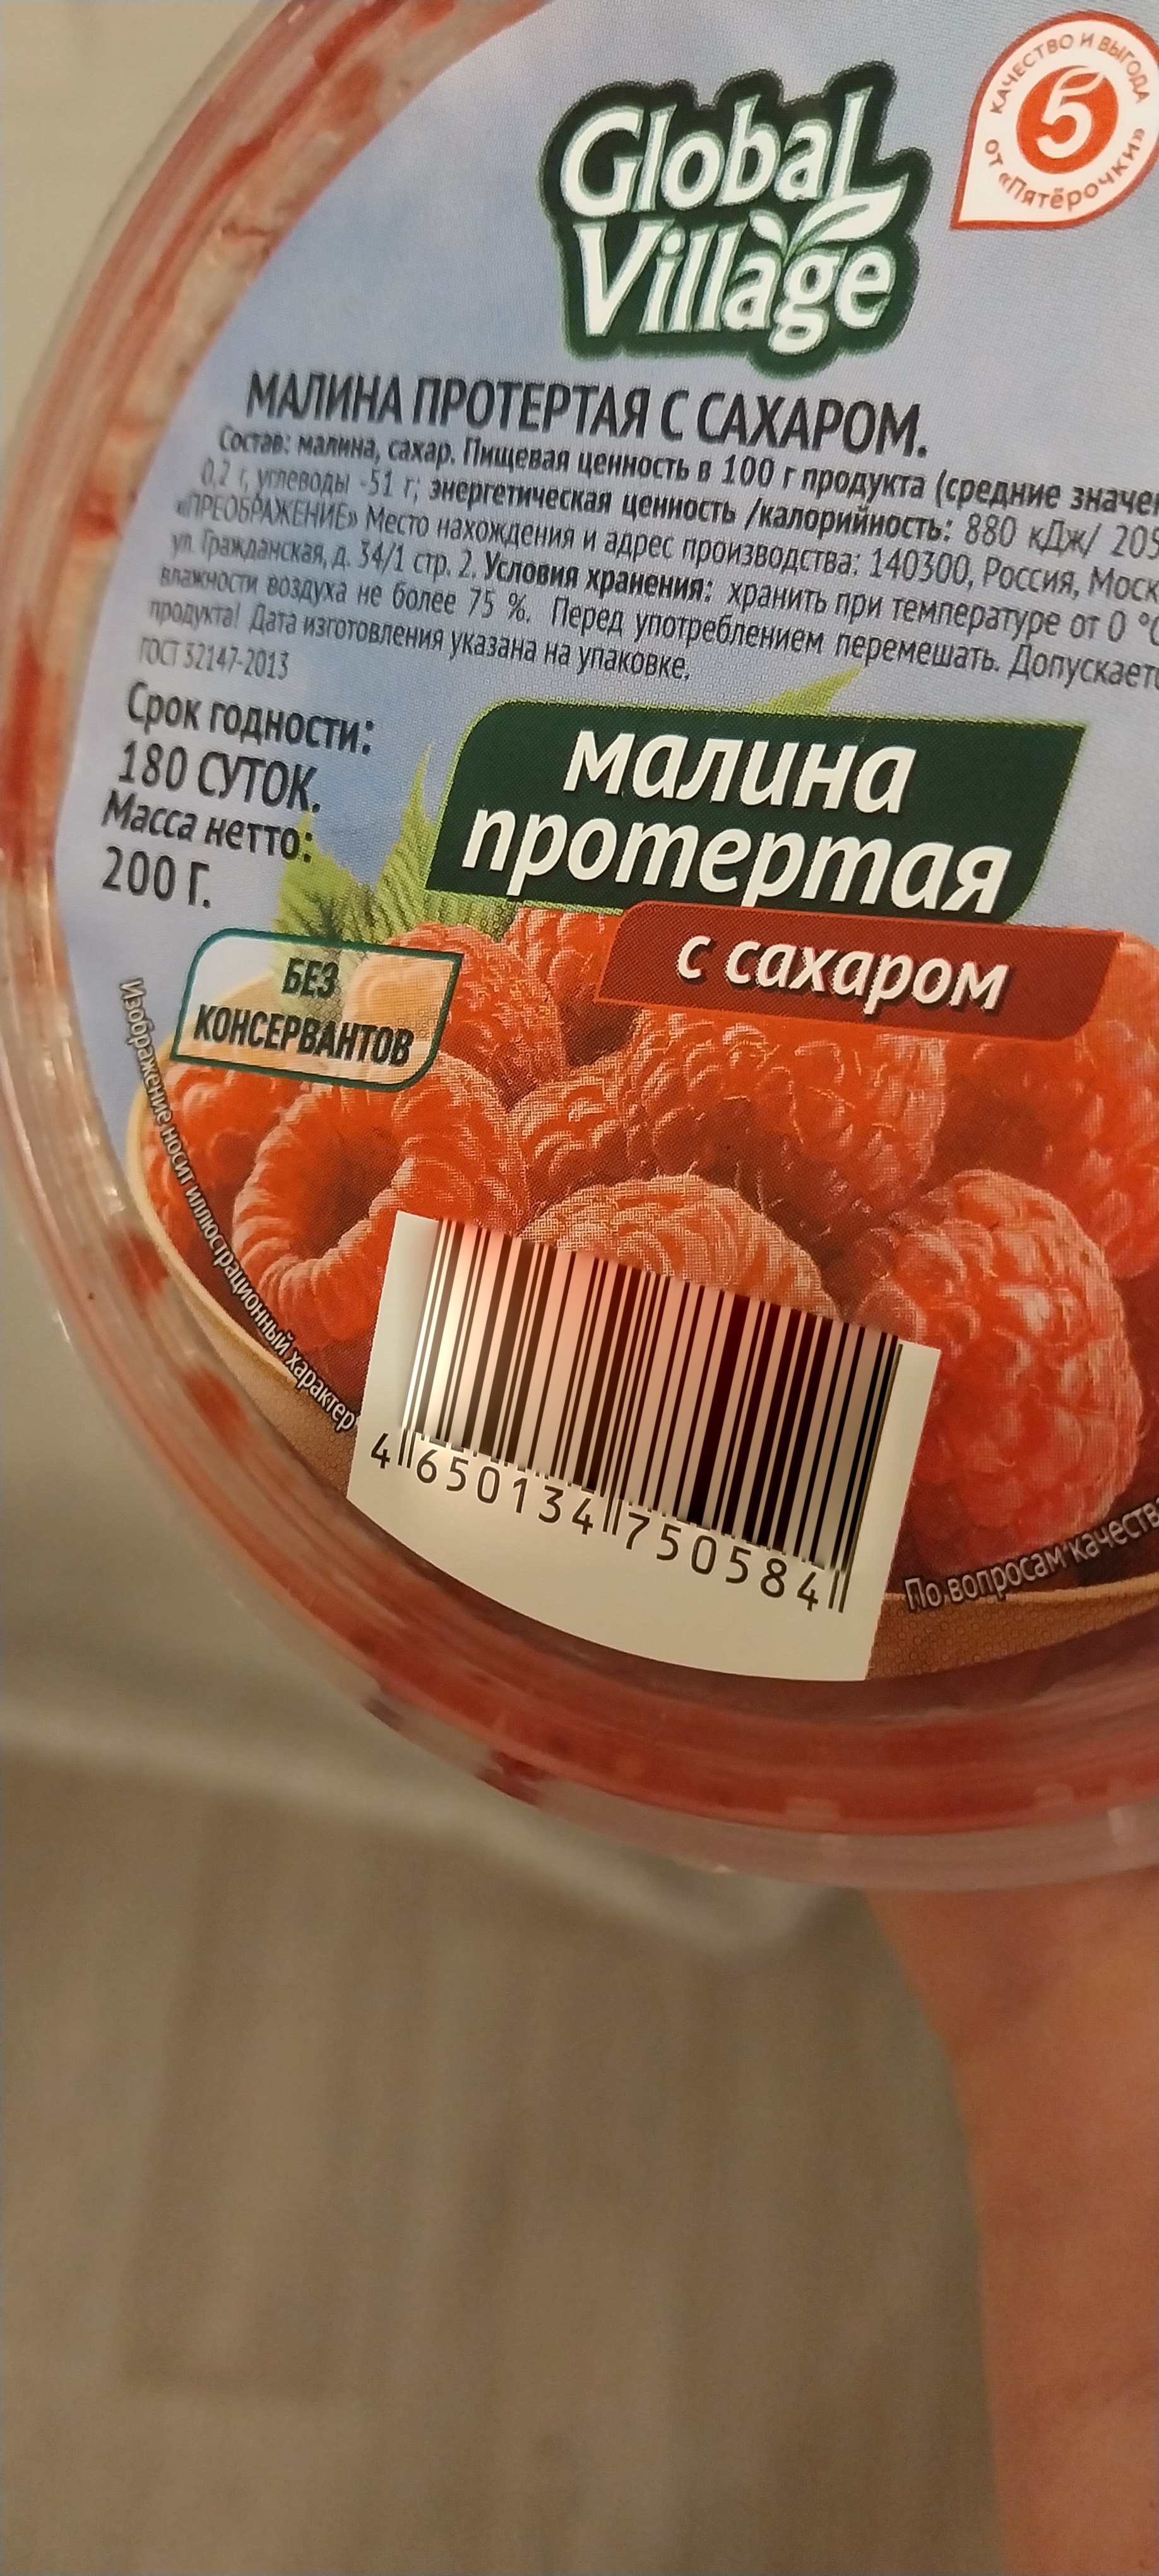 Global
Village
КАЧЕСТВО И ВЫГОДА
5
ОТ «Пятёрочки»
МАЛИНА ПРОТЕРТАЯ С САХАРОМ.
Состав: малина, сахар. Пищевая ценность в 100 г продукта (средние значен
0,2 г, углеводы -51 г; энергетическая ценность /калорийность: 880 кДж/ 205
«ПРЕОБРАЖЕНИЕ» Место нахождения и адрес производства: 140300, Россия, Моск
ул. Гражданская, д. 34/1 стр. 2. Условия хранения: хранить при температуре от 0 °С
влажности воздуха не более 75 %. Перед употреблением перемешать. Допускаетс
продукта! Дата изготовления указана на упаковке.
ГОСТ 32147-2013
Срок годности:
180 СУТОК.
Масса нетто:
200 Г.
малина
протертая
с сахаром
БЕЗ
КОНСЕРВАНТОВ
Изображение носит иллюстрационный характер
4 650134 750584
По вопросам качества